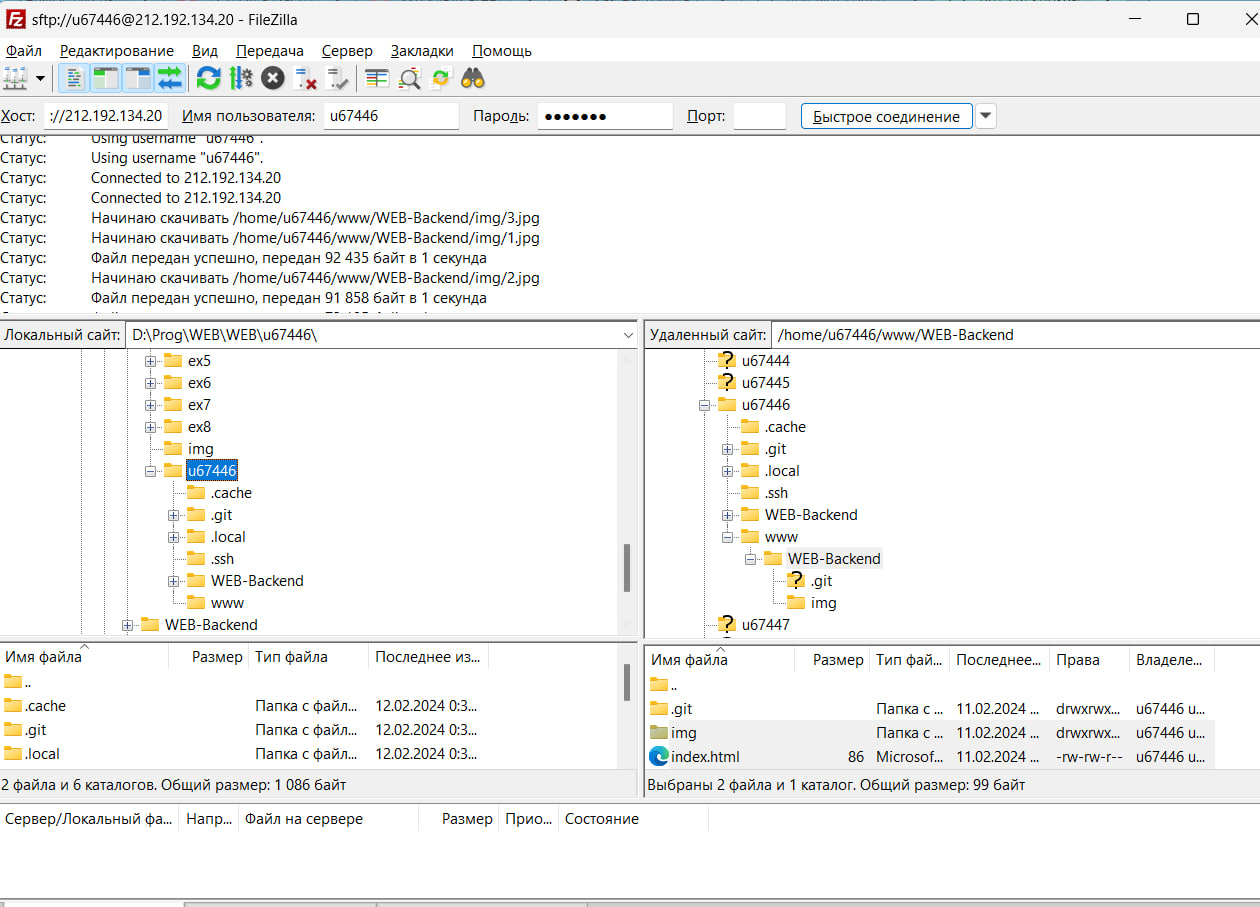 sftp://u67446@212.192.134.20 - FileZilla
Файл Редактирование Вид Передача Сервер Закладки Помощь
Хост: ://212.192.134.20 Имя пользователя: u67446 Пароль: ●●●●●●● Порт: Быстрое соединение
Статус: Using username "u67446".
Статус: Using username "u67446".
Статус: Connected to 212.192.134.20
Статус: Connected to 212.192.134.20
Статус: Начинаю скачивать /home/u67446/www/WEB-Backend/img/3.jpg
Статус: Начинаю скачивать /home/u67446/www/WEB-Backend/img/1.jpg
Статус: Файл передан успешно, передан 92 435 байт в 1 секунда
Статус: Начинаю скачивать /home/u67446/www/WEB-Backend/img/2.jpg
Статус: Файл передан успешно, передан 91 858 байт в 1 секунда
Локальный сайт: D:\Prog\WEB\WEB\u67446\
ex5
ex6
ex7
ex8
img
u67446
.cache
.git
.local
.ssh
WEB-Backend
www
WEB-Backend
Имя файла Размер Тип файла Последнее из...
..
.cache Папка с файл... 12.02.2024 0:3...
.git Папка с файл... 12.02.2024 0:3...
.local Папка с файл... 12.02.2024 0:3...
2 файла и 6 каталогов. Общий размер: 1 086 байт
Удаленный сайт: /home/u67446/www/WEB-Backend
u67444
u67445
u67446
.cache
.git
.local
.ssh
WEB-Backend
www
WEB-Backend
.git
img
u67447
Имя файла Размер Тип фай... Последнее... Права Владеле...
..
.git Папка с ... 11.02.2024 ... drwxrwx... u67446 u...
img Папка с ... 11.02.2024 ... drwxrwx... u67446 u...
index.html 86 Microsof... 11.02.2024 ... -rw-rw-r-- u67446 u...
Выбраны 2 файла и 1 каталог. Общий размер: 99 байт
Сервер/Локальный фа... Напр... Файл на сервере Размер Прио... Состояние